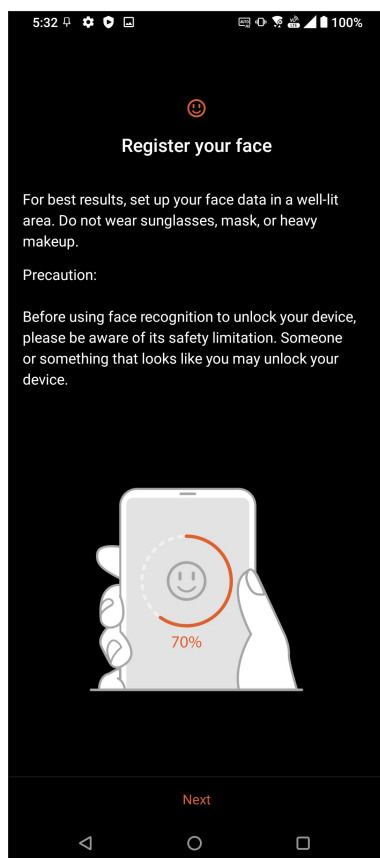 5:32 100%
Register your face
For best results, set up your face data in a well-lit
area. Do not wear sunglasses, mask, or heavy
makeup.
Precaution:
Before using face recognition to unlock your device,
please be aware of its safety limitation. Someone
or something that looks like you may unlock your
device.
70%
Next